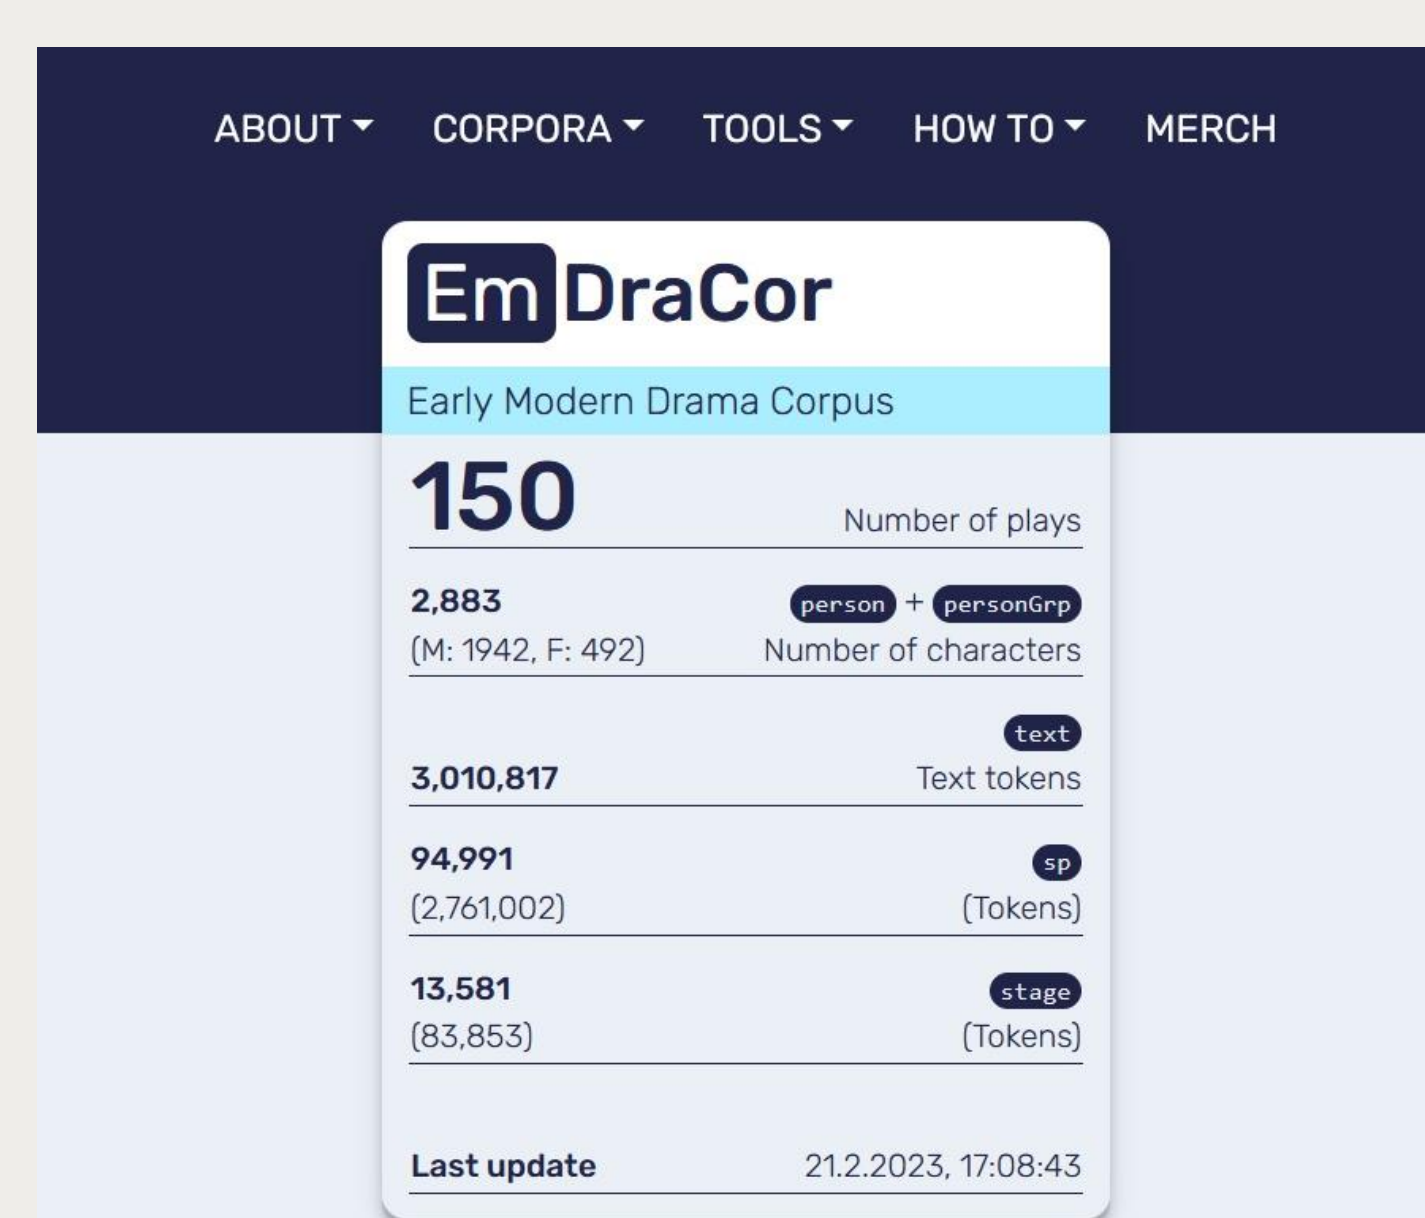 ABOUT CORPORA TOOLS HOW TO MERCH
EmDraCor
Early Modern Drama Corpus
150 Number of plays
2,883 person + personGrp
(M: 1942, F: 492) Number of characters
text
3,010,817 Text tokens
94,991 sp
(2,761,002) (Tokens)
13,581 stage
(83,853) (Tokens)
Last update 21.2.2023, 17:08:43